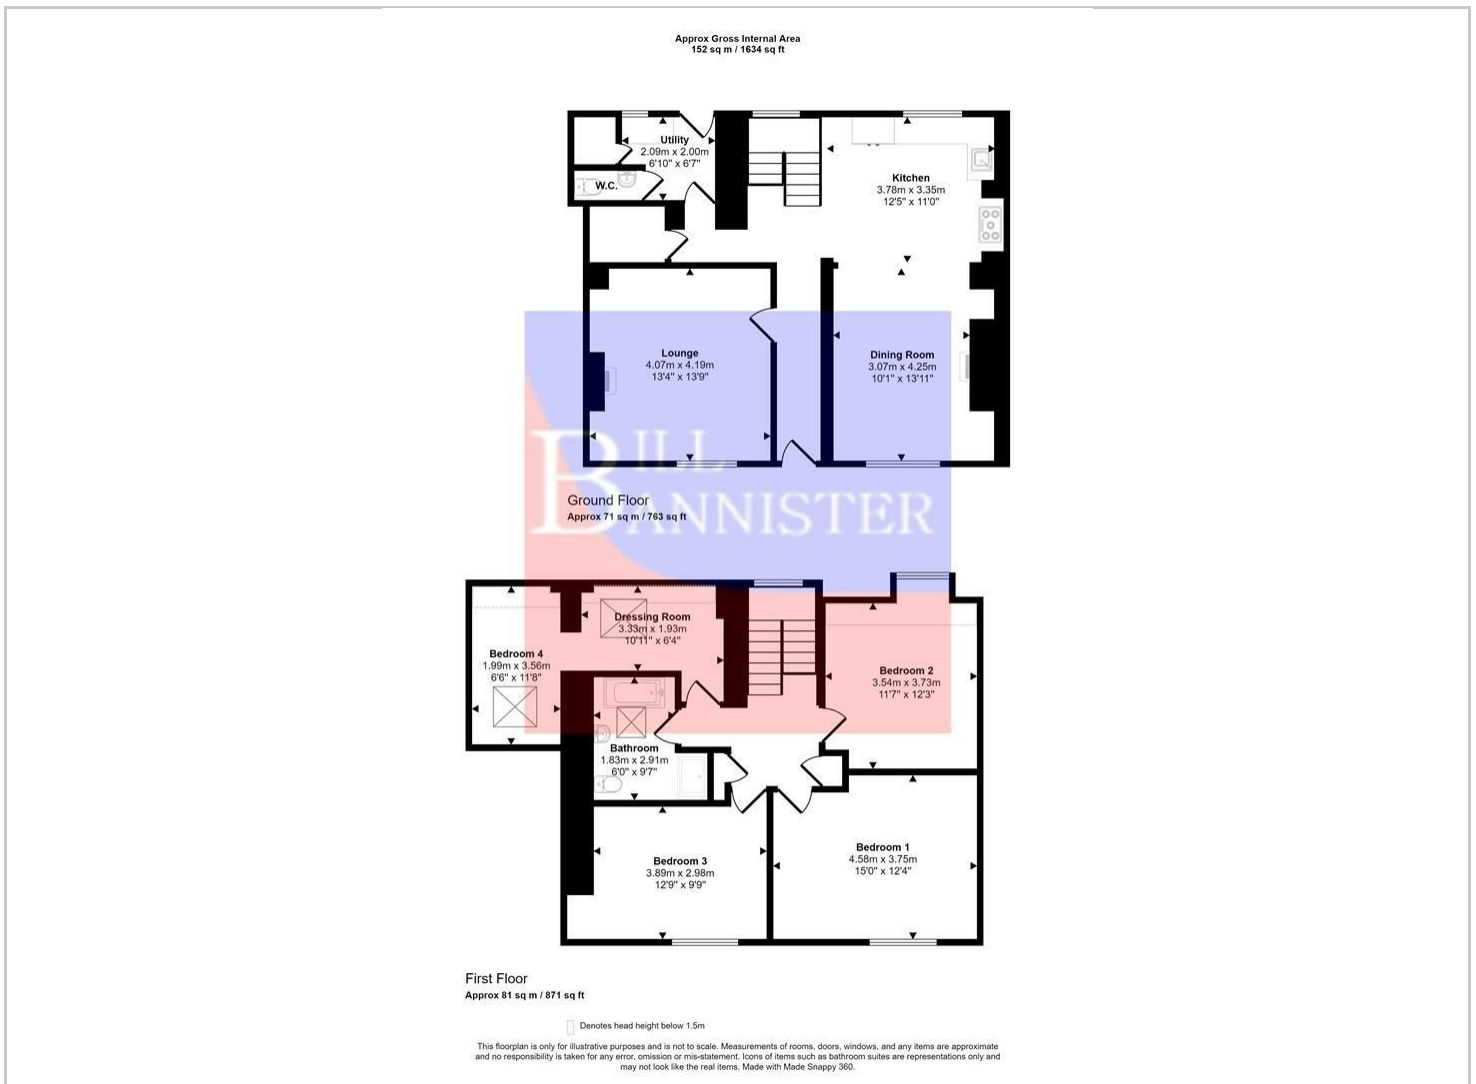 Approx Gross Internal Area
152 sq m / 1634 sq ft
Utility
2.09m x 2.00m
6'10" x 6'7"
W.C.
Kitchen
3.78m x 3.35m
12'5" x 11'0"
Lounge
4.07m x 4.19m
13'4" x 13'9"
Dining Room
3.07m x 4.25m
10'1" x 13'11"
BILL
BANNISTER
Ground Floor
Approx 71 sq m / 763 sq ft
Dressing Room
3.33m x 1.93m
10'11" x 6'4"
Bedroom 4
1.99m x 3.56m
6'6" x 11'8"
Bedroom 2
3.54m x 3.73m
11'7" x 12'3"
Bathroom
1.83m x 2.91m
6'0" x 9'7"
Bedroom 3
3.89m x 2.98m
12'9" x 9'9"
Bedroom 1
4.58m x 3.75m
15'0" x 12'4"
First Floor
Approx 81 sq m / 871 sq ft
Denotes head height below 1.5m
This floorplan is only for illustrative purposes and is not to scale. Measurements of rooms, doors, windows, and any items are approximate
and no responsibility is taken for any error, omission or mis-statement. Icons of items such as bathroom suites are representations only and
may not look like the real items. Made with Made Snappy 360.